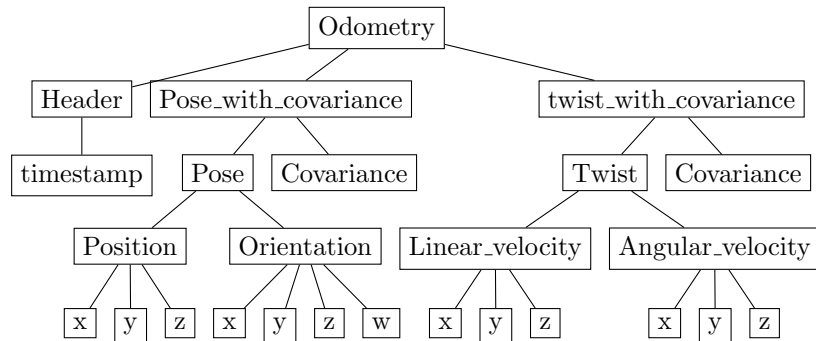 Odometry
Header Pose_with_covariance twist_with_covariance
timestamp Pose Covariance Twist Covariance
Position Orientation Linear_velocity Angular_velocity
x y z x y z w x y z x y z